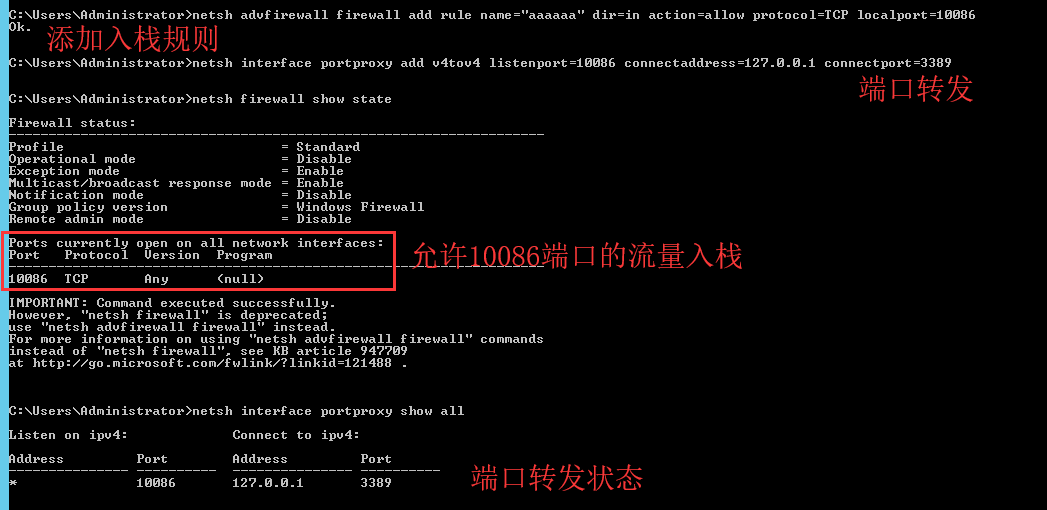 C:\Users\Administrator>netsh advfirewall firewall add rule name="aaaaaa" dir=in action=allow protocol=TCP localport=10086
Ok.
添加入栈规则
C:\Users\Administrator>netsh interface portproxy add v4tov4 listenport=10086 connectaddress=127.0.0.1 connectport=3389
端口转发
C:\Users\Administrator>netsh firewall show state
Firewall status:
-------------------------------------------------------------------
Profile                           = Standard
Operational mode                  = Disable
Exception mode                    = Enable
Multicast/broadcast response mode = Enable
Notification mode                 = Disable
Group policy version              = Windows Firewall
Remote admin mode                 = Disable
Ports currently open on all network interfaces:
Port   Protocol  Version  Program
允许10086端口的流量入栈
-------------------------------------------------------------------
10086  TCP       Any      (null)
IMPORTANT: Command executed successfully.
However, "netsh firewall" is deprecated;
use "netsh advfirewall firewall" instead.
For more information on using "netsh advfirewall firewall" commands
instead of "netsh firewall", see KB article 947709
at http://go.microsoft.com/fwlink/?linkid=121488 .
C:\Users\Administrator>netsh interface portproxy show all
Listen on ipv4:             Connect to ipv4:
Address         Port        Address         Port
--------------- ----------  --------------- ----------
*               10086       127.0.0.1       3389
端口转发状态